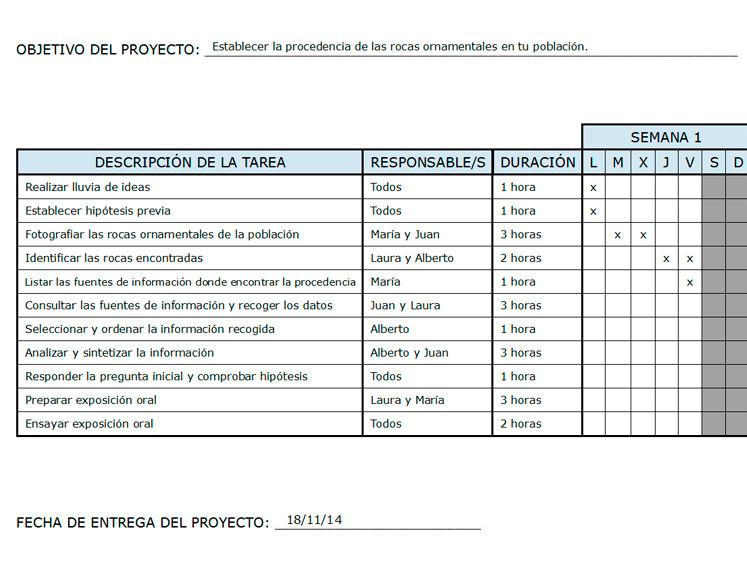 OBJETIVO DEL PROYECTO: Establecer la procedencia de las rocas ornamentales en tu población.
SEMANA 1
DESCRIPCIÓN DE LA TAREA RESPONSABLE/S DURACIÓN L M X J V S D
Realizar lluvia de ideas Todos 1 hora x
Establecer hipótesis previa Todos 1 hora x
Fotografiar las rocas ornamentales de la población María y Juan 3 horas x x
Identificar las rocas encontradas Laura y Alberto 2 horas x x
Listar las fuentes de información donde encontrar la procedencia María 1 hora x
Consultar las fuentes de información y recoger los datos Juan y Laura 3 horas
Seleccionar y ordenar la información recogida Alberto 1 hora
Analizar y sintetizar la información Alberto y Juan 3 horas
Responder la pregunta inicial y comprobar hipótesis Todos 1 hora
Preparar exposición oral Laura y María 3 horas
Ensayar exposición oral Todos 2 horas
FECHA DE ENTREGA DEL PROYECTO: 18/11/14